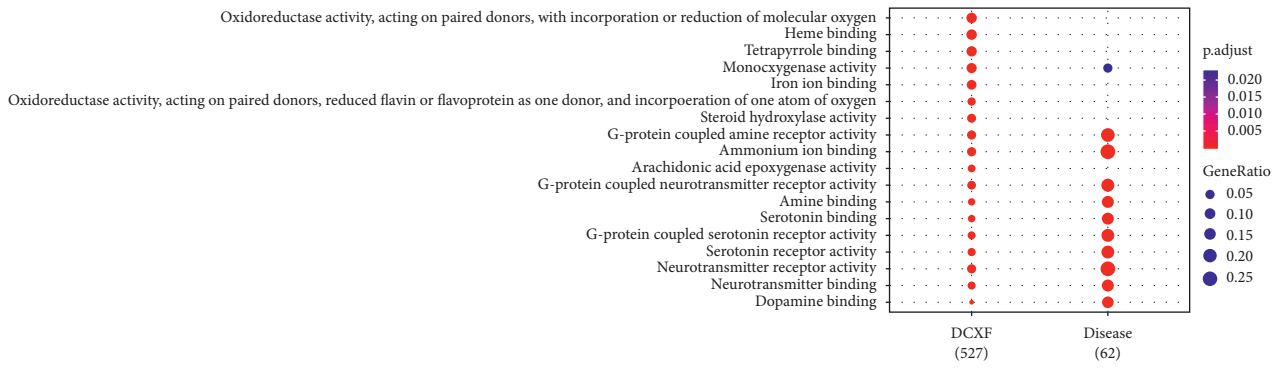 Oxidoreductase activity, acting on paired donors, with incorporation or reduction of molecular oxygen
Heme binding
Tetrapyrrole binding
Monocxygenase activity
Iron ion binding
Oxidoreductase activity, acting on paired donors, reduced flavin or flavoprotein as one donor, and incorpoeration of one atom of oxygen
Steroid hydroxylase activity
G-protein coupled amine receptor activity
Ammonium ion binding
Arachidonic acid epoxygenase activity
G-protein coupled neurotransmitter receptor activity
Amine binding
Serotonin binding
G-protein coupled serotonin receptor activity
Serotonin receptor activity
Neurotransmitter receptor activity
Neurotransmitter binding
Dopamine binding
DCXF
(527)
Disease
(62)
p.adjust
0.020
0.015
0.010
0.005
GeneRatio
0.05
0.10
0.15
0.20
0.25